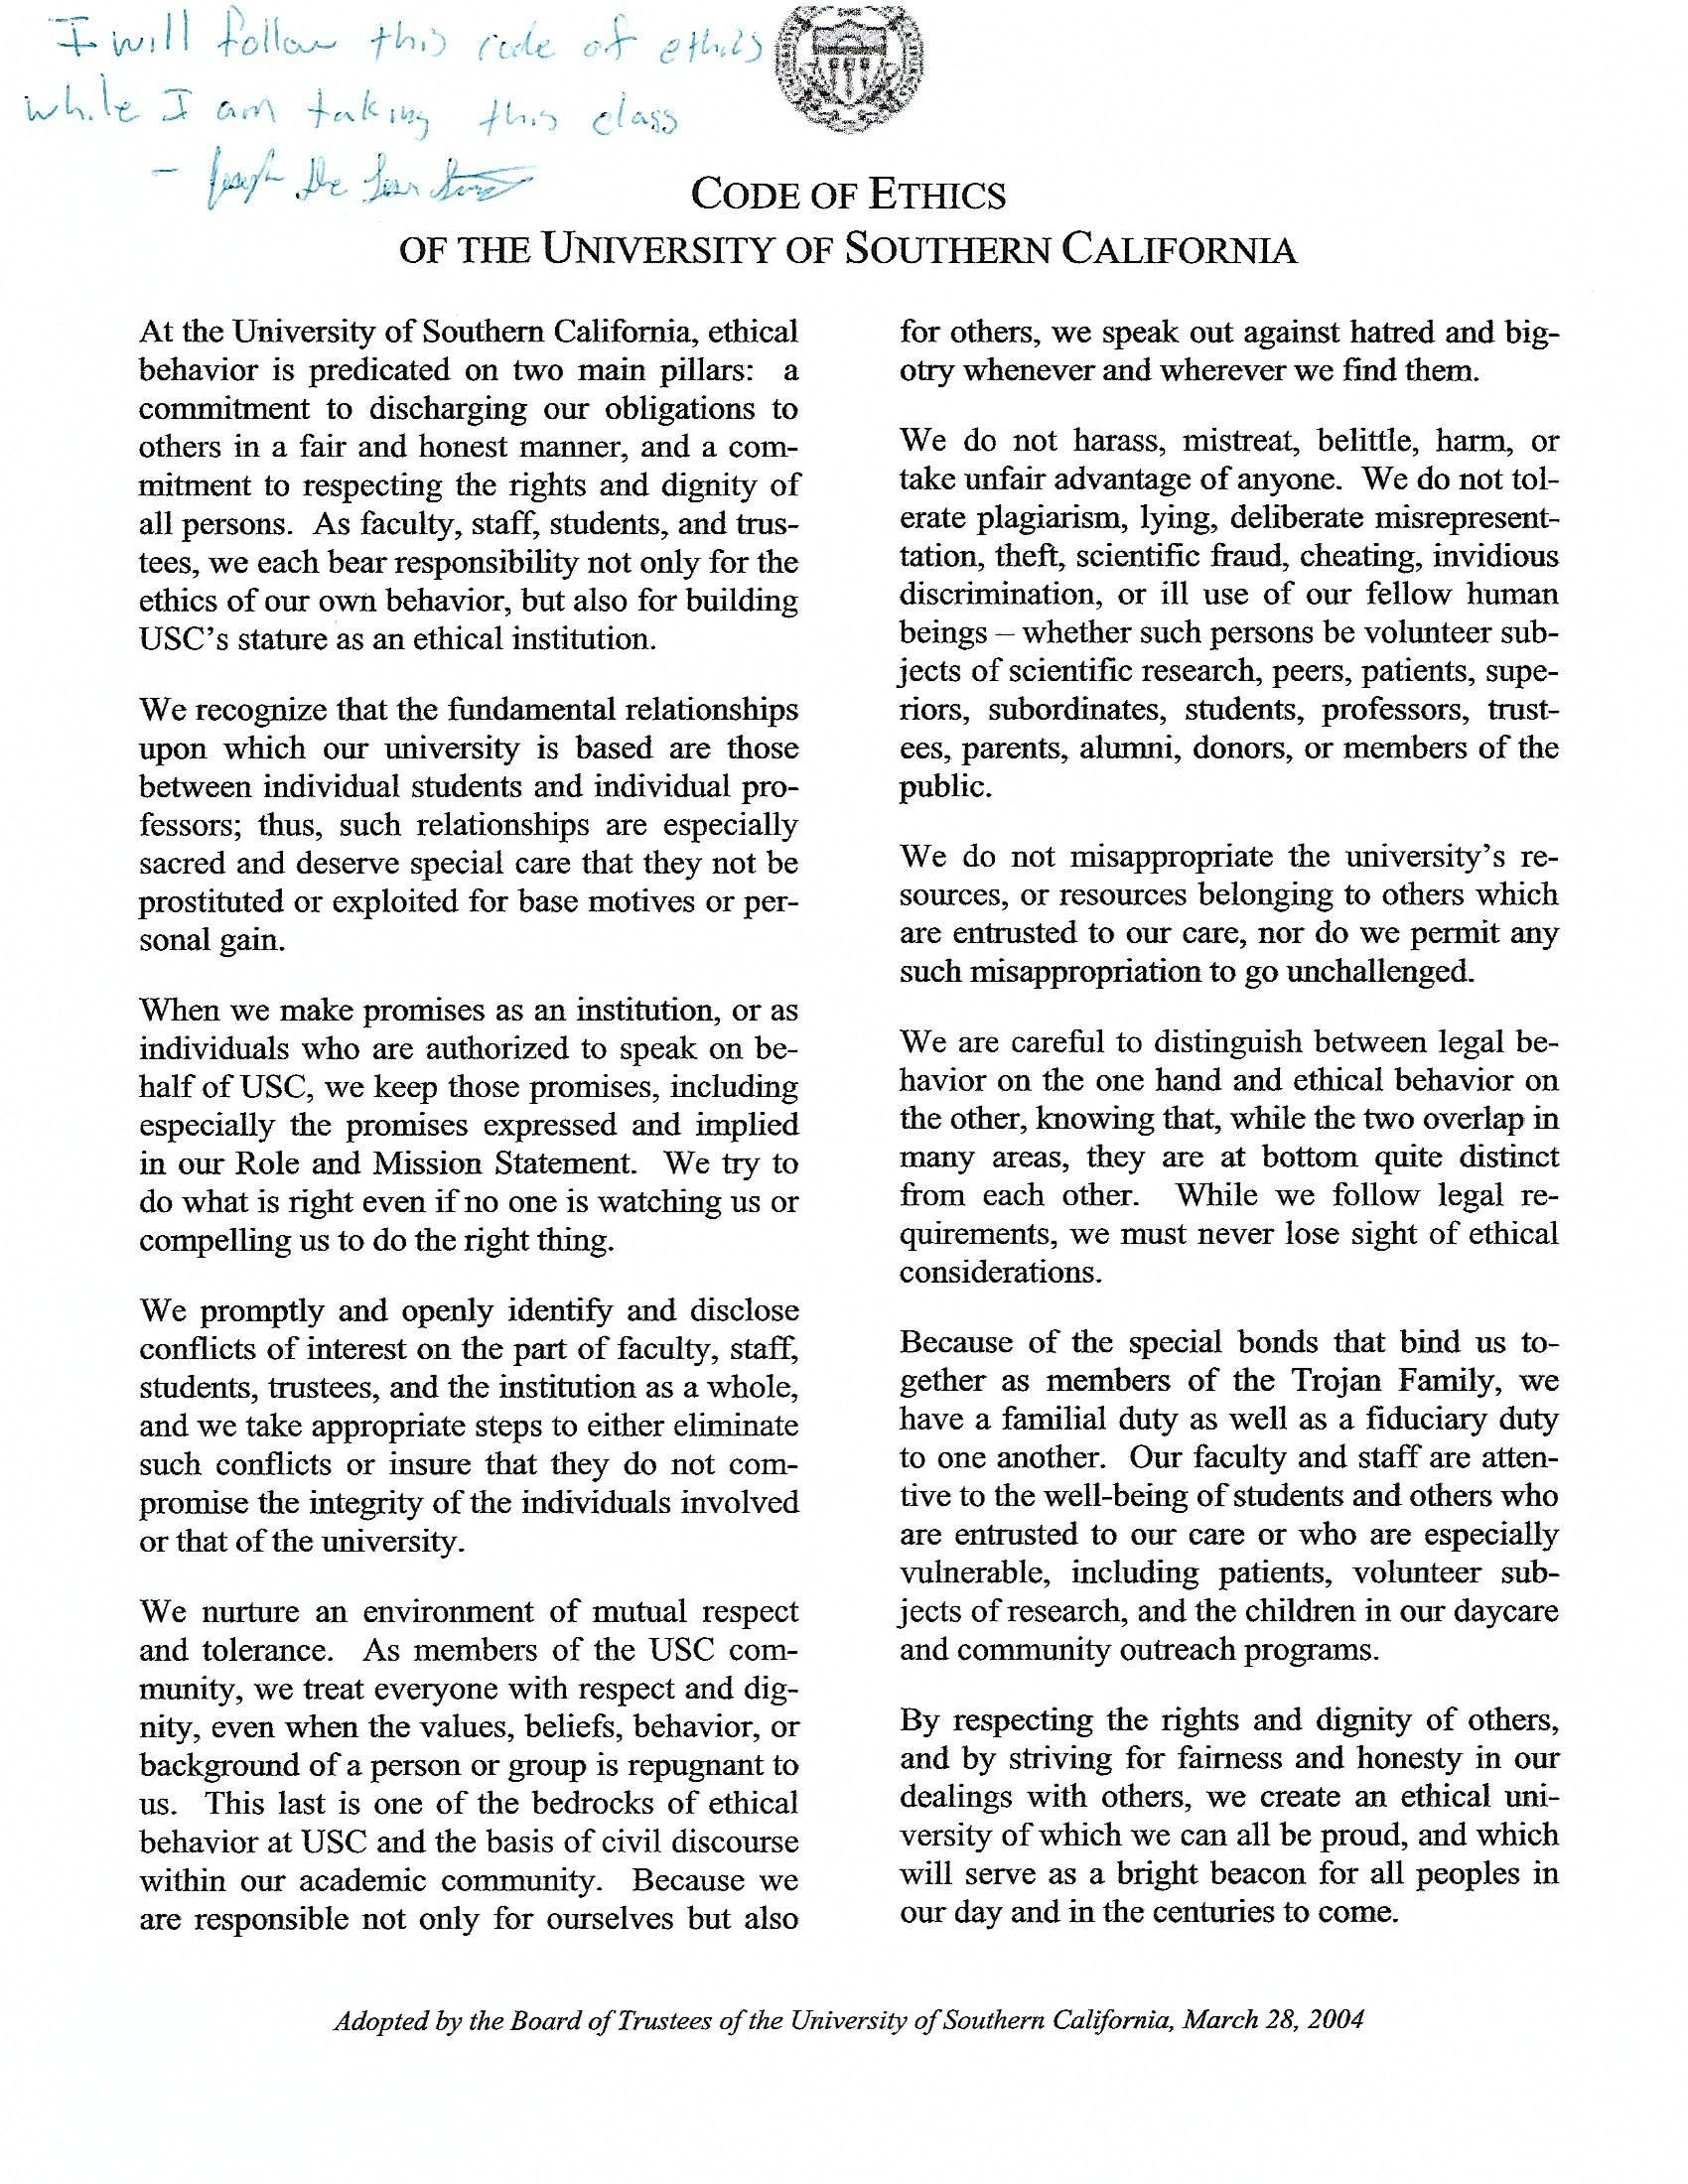 I will follow this code of ethics
while I am taking this class
- Joseph
CODE OF ETHICS
OF THE UNIVERSITY OF SOUTHERN CALIFORNIA
At the University of Southern California, ethical
behavior is predicated on two main pillars: a
commitment to discharging our obligations to
others in a fair and honest manner, and a com-
mitment to respecting the rights and dignity of
all persons. As faculty, staff, students, and trus-
tees, we each bear responsibility not only for the
ethics of our own behavior, but also for building
USC's stature as an ethical institution.
We recognize that the fundamental relationships
upon which our university is based are those
between individual students and individual pro-
fessors; thus, such relationships are especially
sacred and deserve special care that they not be
prostituted or exploited for base motives or per-
sonal gain.
When we make promises as an institution, or as
individuals who are authorized to speak on be-
half of USC, we keep those promises, including
especially the promises expressed and implied
in our Role and Mission Statement. We try to
do what is right even if no one is watching us or
compelling us to do the right thing.
We promptly and openly identify and disclose
conflicts of interest on the part of faculty, staff,
students, trustees, and the institution as a whole,
and we take appropriate steps to either eliminate
such conflicts or insure that they do not com-
promise the integrity of the individuals involved
or that of the university.
We nurture an environment of mutual respect
and tolerance. As members of the USC com-
munity, we treat everyone with respect and dig-
nity, even when the values, beliefs, behavior, or
background of a person or group is repugnant to
us. This last is one of the bedrocks of ethical
behavior at USC and the basis of civil discourse
within our academic community. Because we
are responsible not only for ourselves but also
for others, we speak out against hatred and big-
otry whenever and wherever we find them.
We do not harass, mistreat, belittle, harm, or
take unfair advantage of anyone. We do not tol-
erate plagiarism, lying, deliberate misrepresent-
tation, theft, scientific fraud, cheating, invidious
discrimination, or ill use of our fellow human
beings – whether such persons be volunteer sub-
jects of scientific research, peers, patients, supe-
riors, subordinates, students, professors, trust-
ees, parents, alumni, donors, or members of the
public.
We do not misappropriate the university's re-
sources, or resources belonging to others which
are entrusted to our care, nor do we permit any
such misappropriation to go unchallenged.
We are careful to distinguish between legal be-
havior on the one hand and ethical behavior on
the other, knowing that, while the two overlap in
many areas, they are at bottom quite distinct
from each other. While we follow legal re-
quirements, we must never lose sight of ethical
considerations.
Because of the special bonds that bind us to-
gether as members of the Trojan Family, we
have a familial duty as well as a fiduciary duty
to one another. Our faculty and staff are atten-
tive to the well-being of students and others who
are entrusted to our care or who are especially
vulnerable, including patients, volunteer sub-
jects of research, and the children in our daycare
and community outreach programs.
By respecting the rights and dignity of others,
and by striving for fairness and honesty in our
dealings with others, we create an ethical uni-
versity of which we can all be proud, and which
will serve as a bright beacon for all peoples in
our day and in the centuries to come.
Adopted by the Board of Trustees of the University of Southern California, March 28, 2004